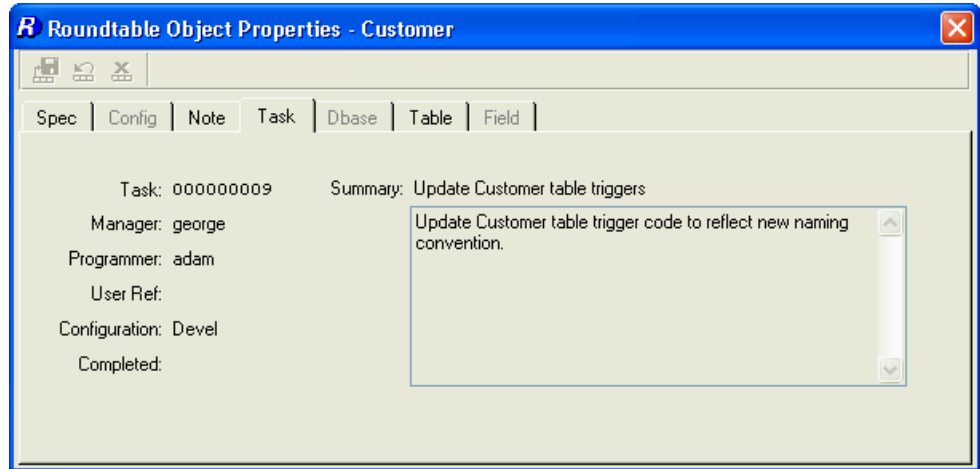 Roundtable Object Properties - Customer
Spec Config Note Task Dbase Table Field
Task: 000000009 Summary: Update Customer table triggers
Manager: george Update Customer table trigger code to reflect new naming
convention.
Programmer: adam
User Ref:
Configuration: Devel
Completed: